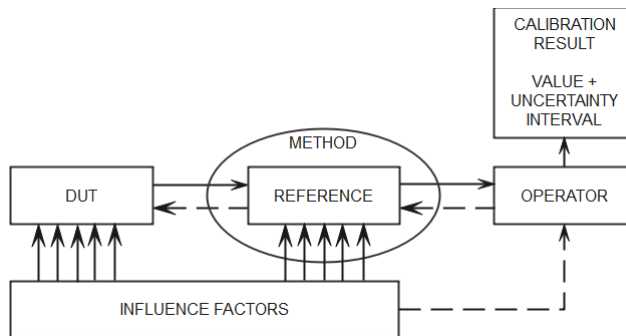 CALIBRATION
RESULT
VALUE +
UNCERTAINTY
INTERVAL
METHOD
DUT
REFERENCE
OPERATOR
INFLUENCE FACTORS